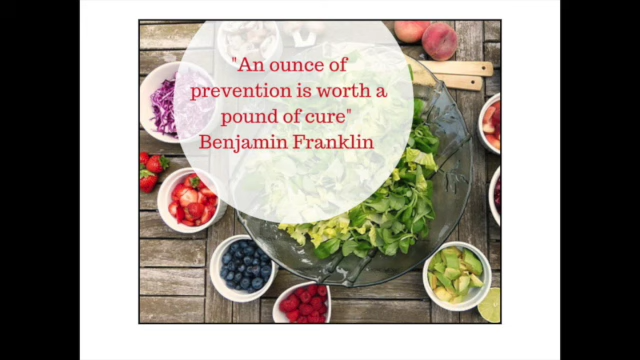 "An ounce of
prevention is worth a
pound of cure"
Benjamin Franklin